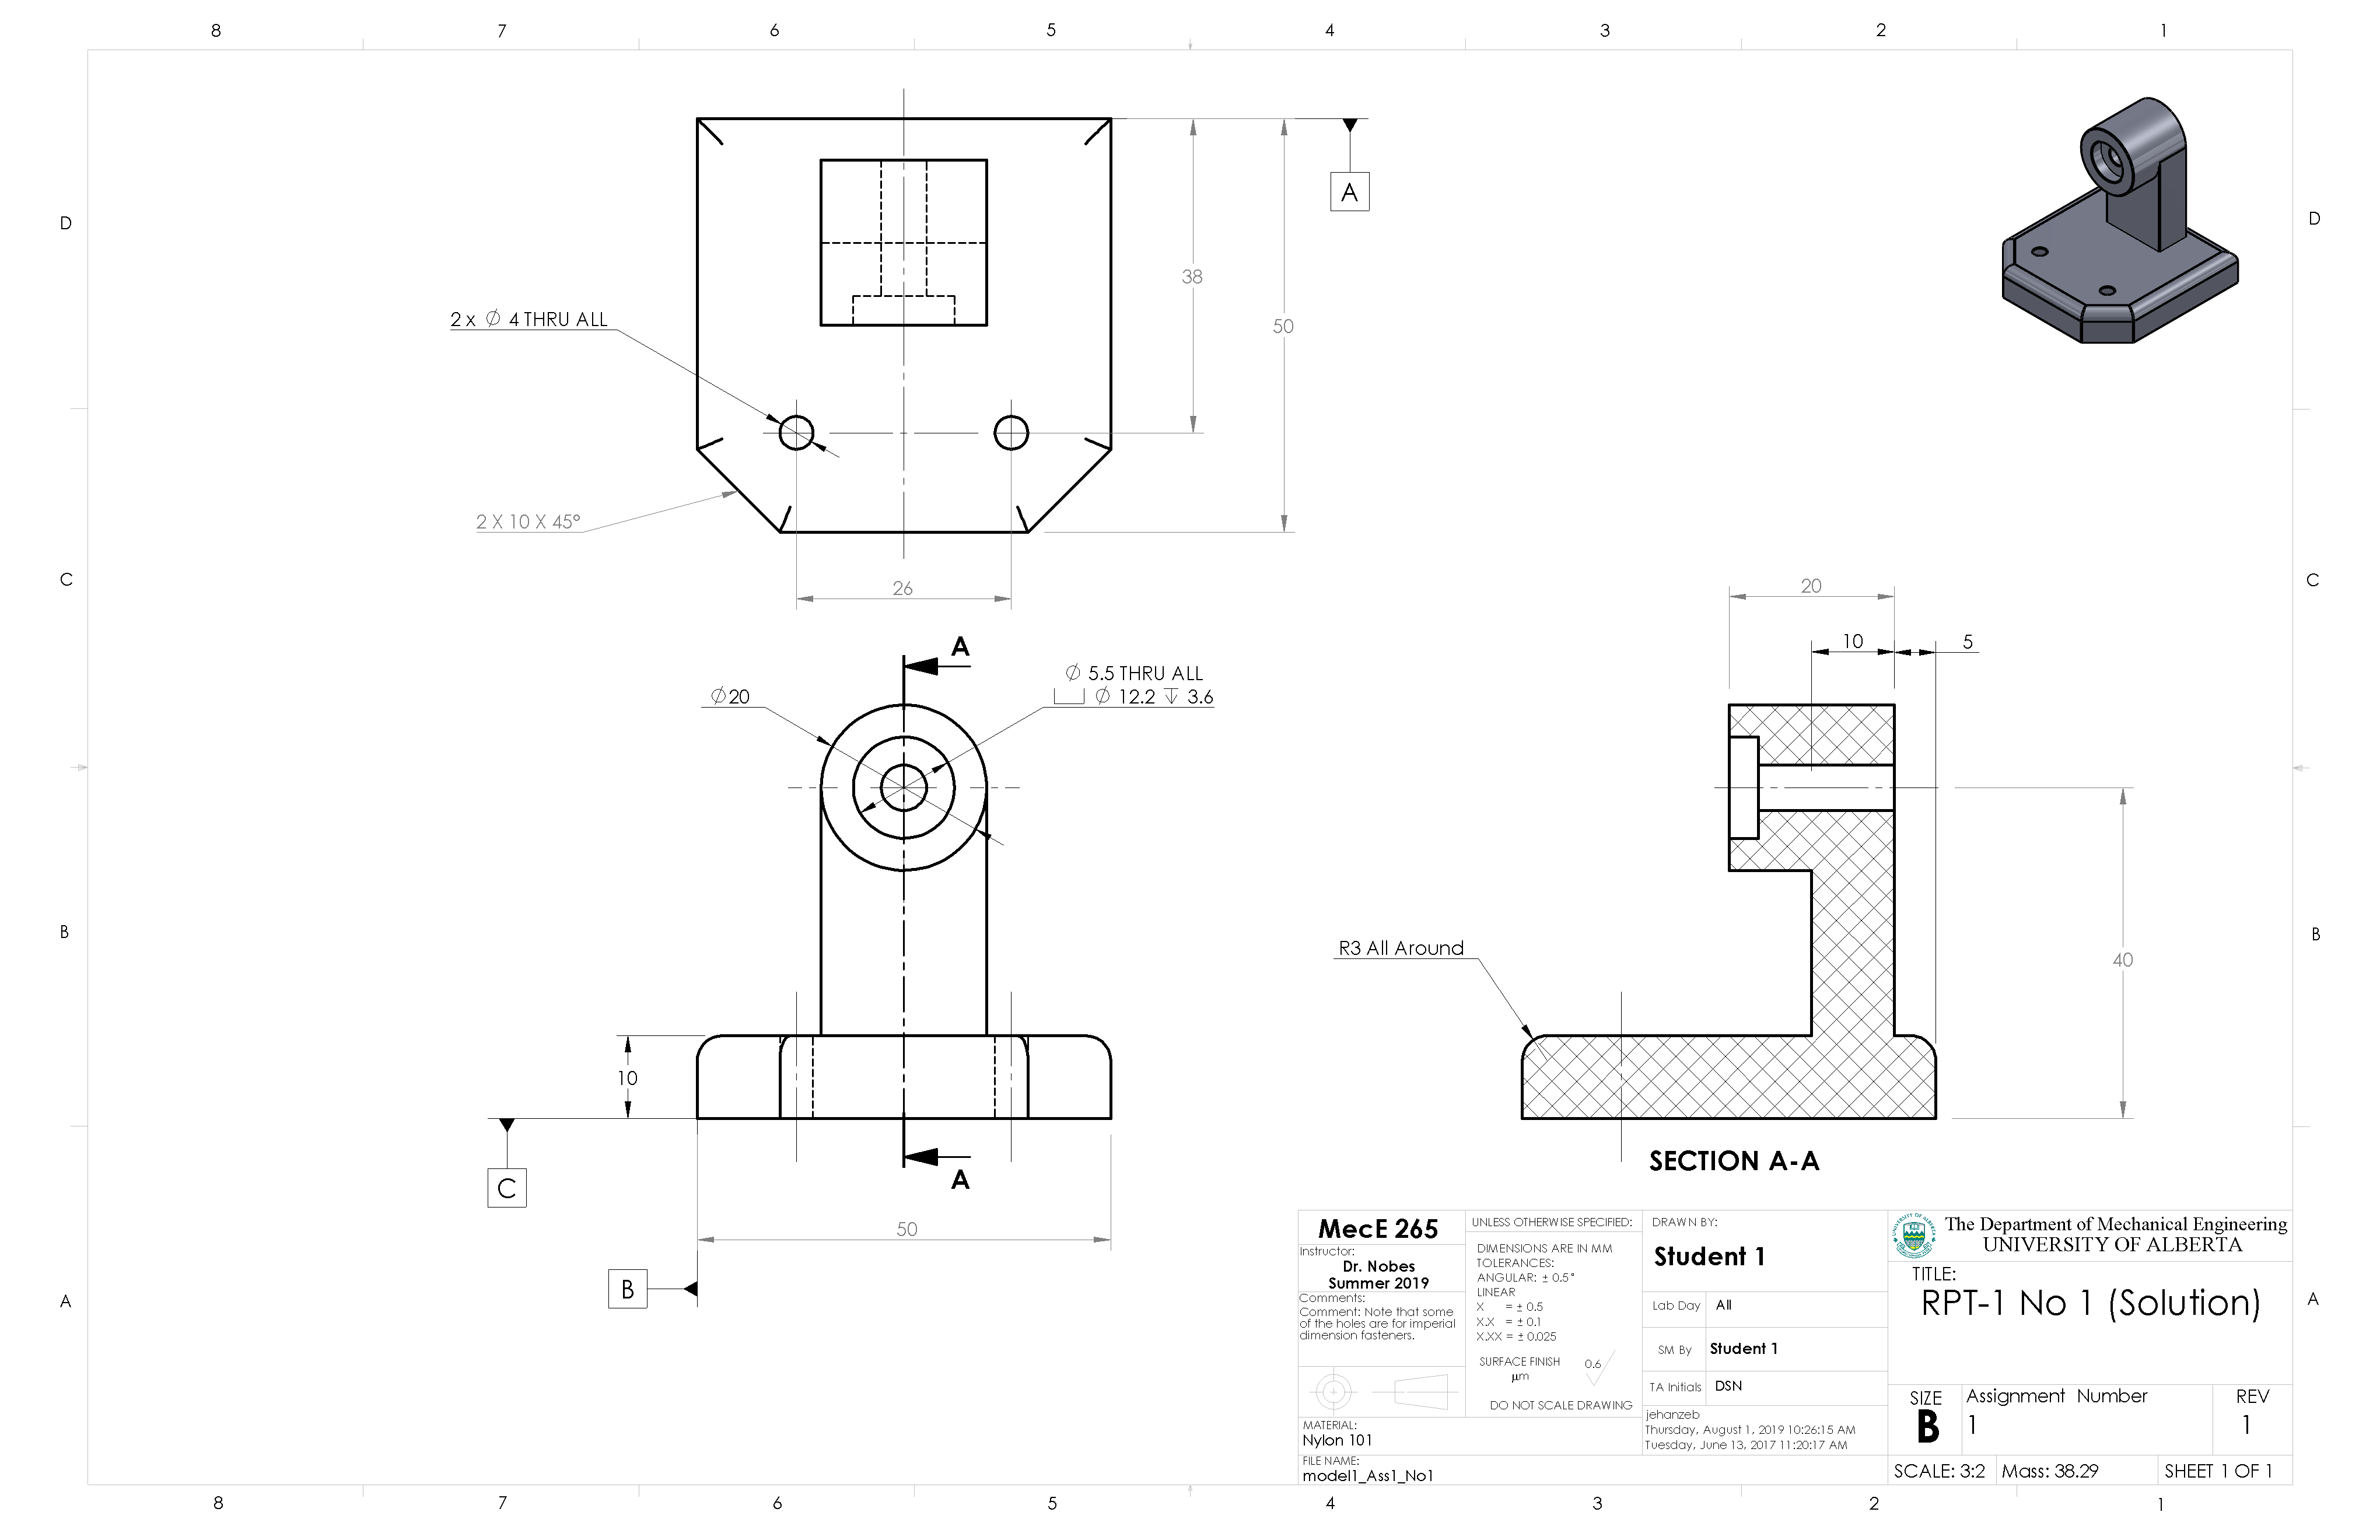 8 7 6 5 4 3 2 1
D
D
C
C
B
B
A
A
A
38
50
2 x ∅ 4 THRU ALL
2 X 10 X 45°
26
A
∅20
∅ 5.5 THRU ALL
⌴ ∅ 12.2 ↧ 3.6
10
C
A
50
B
20
10
5
R3 All Around
40
SECTION A-A
MecE 265
Instructor:
Dr. Nobes
Summer 2019
Comments:
Comment: Note that some
of the holes are for imperial
dimension fasteners.
UNLESS OTHERWISE SPECIFIED:
DIMENSIONS ARE IN MM
TOLERANCES:
ANGULAR: ± 0.5°
LINEAR
X = ± 0.5
X.X = ± 0.1
X.XX = ± 0.025
SURFACE FINISH 0.6
μm
DO NOT SCALE DRAWING
MATERIAL:
Nylon 101
FILE NAME:
model1_Ass1_No1
DRAWN BY:
Student 1
Lab Day All
SM By Student 1
TA Initials DSN
jehanzeb
Thursday, August 1, 2019 10:26:15 AM
Tuesday, June 13, 2017 11:20:17 AM
The Department of Mechanical Engineering
UNIVERSITY OF ALBERTA
TITLE:
RPT-1 No 1 (Solution)
SIZE
B
Assignment Number
1
REV
1
SCALE: 3:2 Mass: 38.29 SHEET 1 OF 1
8 7 6 5 4 3 2 1